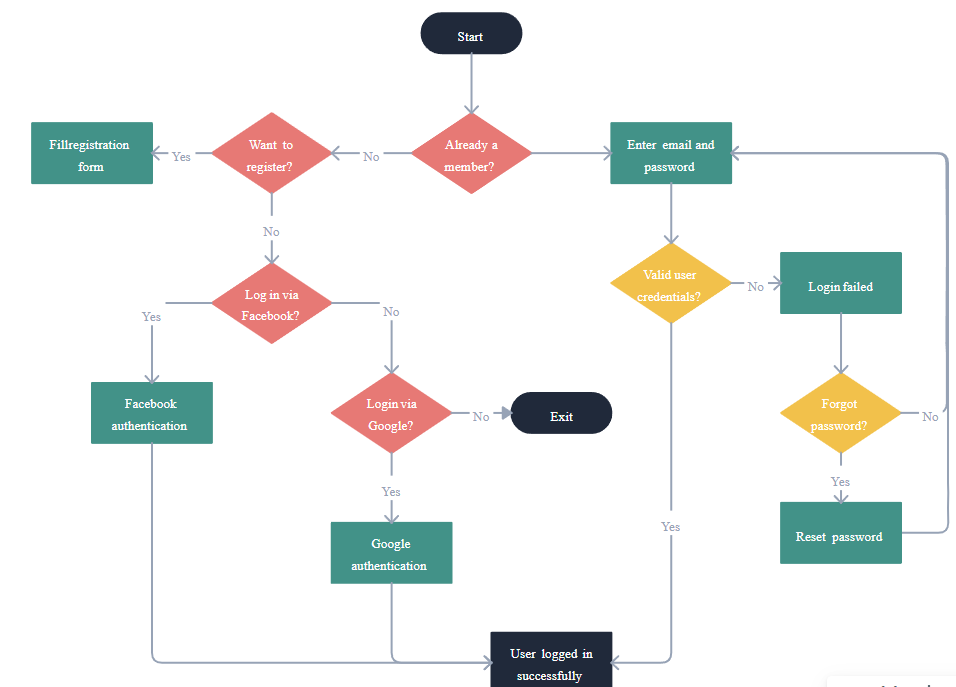 Start
Already a
member?
No
Want to
register?
Yes
Fillregistration
form
Enter email and
password
No
Log in via
Facebook?
Yes
No
Valid user
credentials?
No
Login failed
Facebook
authentication
Login via
Google?
No
Exit
Forgot
password?
No
Yes
Yes
Google
authentication
Yes
Reset password
User logged in
successfully